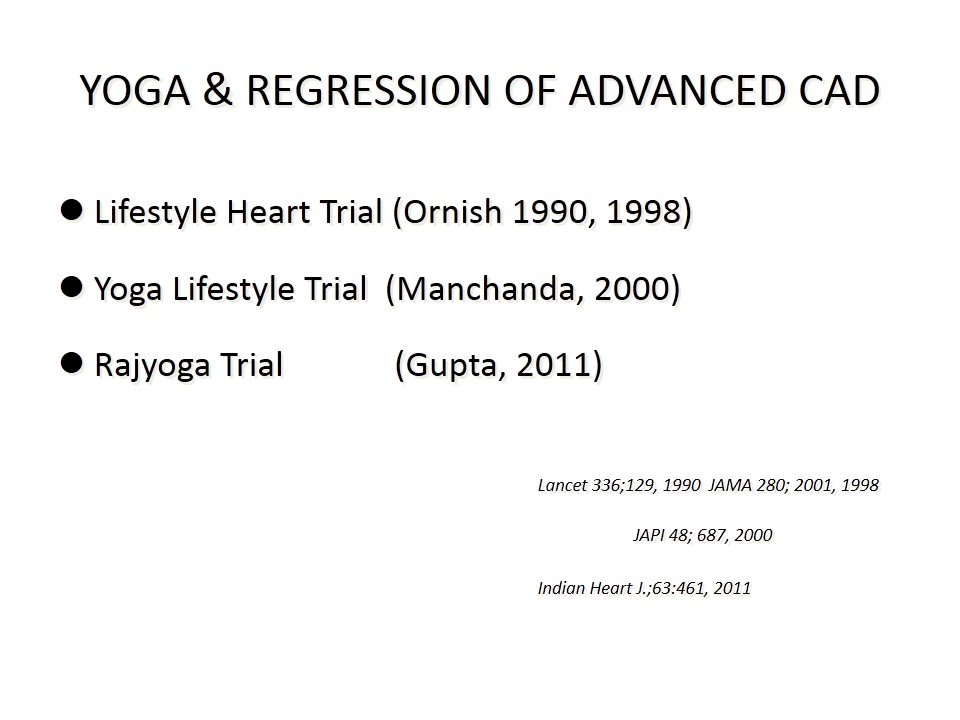 YOGA & REGRESSION OF ADVANCED CAD
● Lifestyle Heart Trial (Ornish 1990, 1998)
● Yoga Lifestyle Trial (Manchanda, 2000)
● Rajyoga Trial (Gupta, 2011)
Lancet 336;129, 1990 JAMA 280; 2001, 1998
JAPI 48; 687, 2000
Indian Heart J.;63:461, 2011